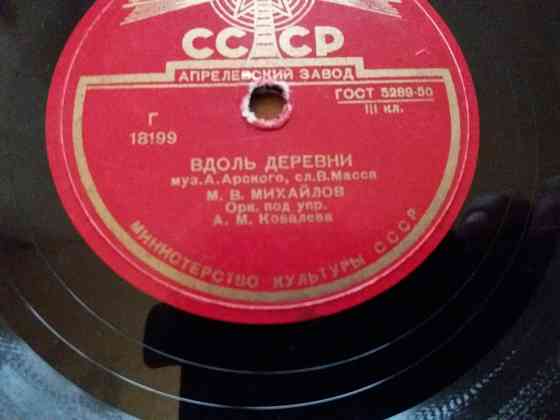 СССР
АПРЕЛЕВСКИЙ ЗАВОД
ГОСТ 5289-50
III кл.
Г
18199
ВДОЛЬ ДЕРЕВНИ
муз.А.Арского, сл.В.Масса
М. В. МИХАЙЛОВ
Орк. под упр.
А. М. Ковалева
МИНИСТЕРСТВО КУЛЬТУРЫ СССР